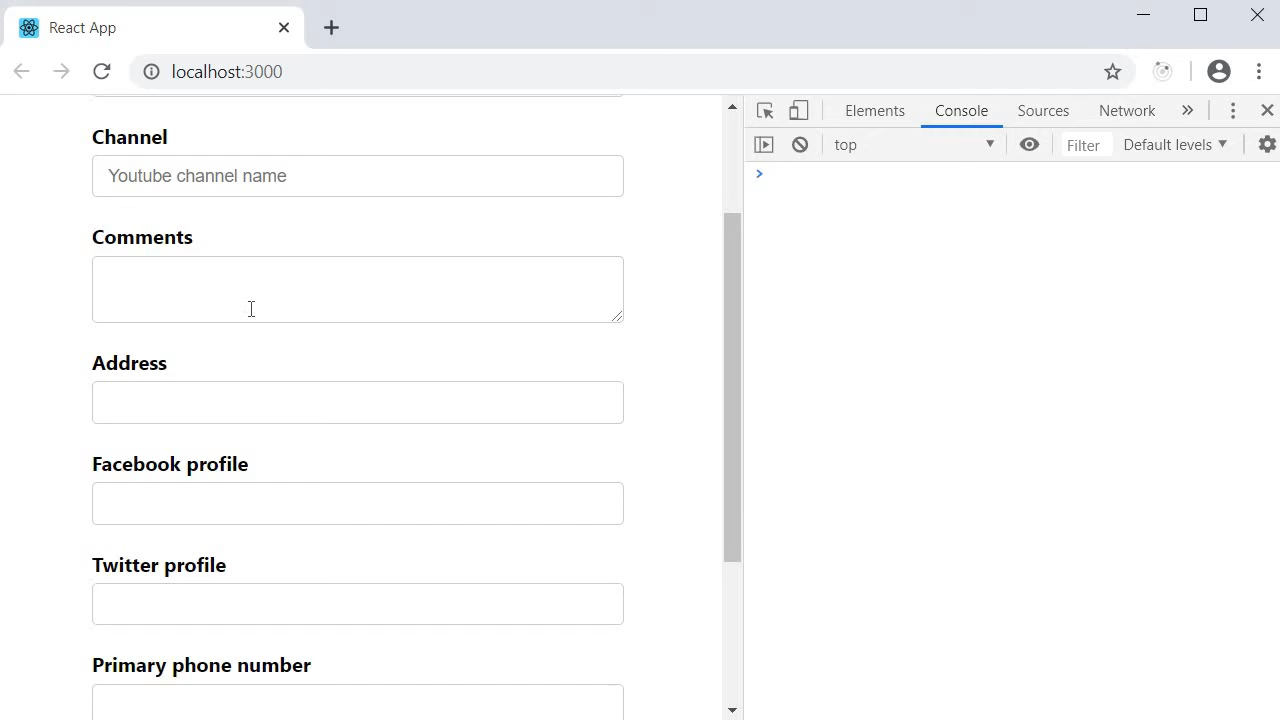 React App
localhost:3000
Elements
Console
Sources
Network
»
top
Filter
Default levels
Channel
Youtube channel name
Comments
Address
Facebook profile
Twitter profile
Primary phone number